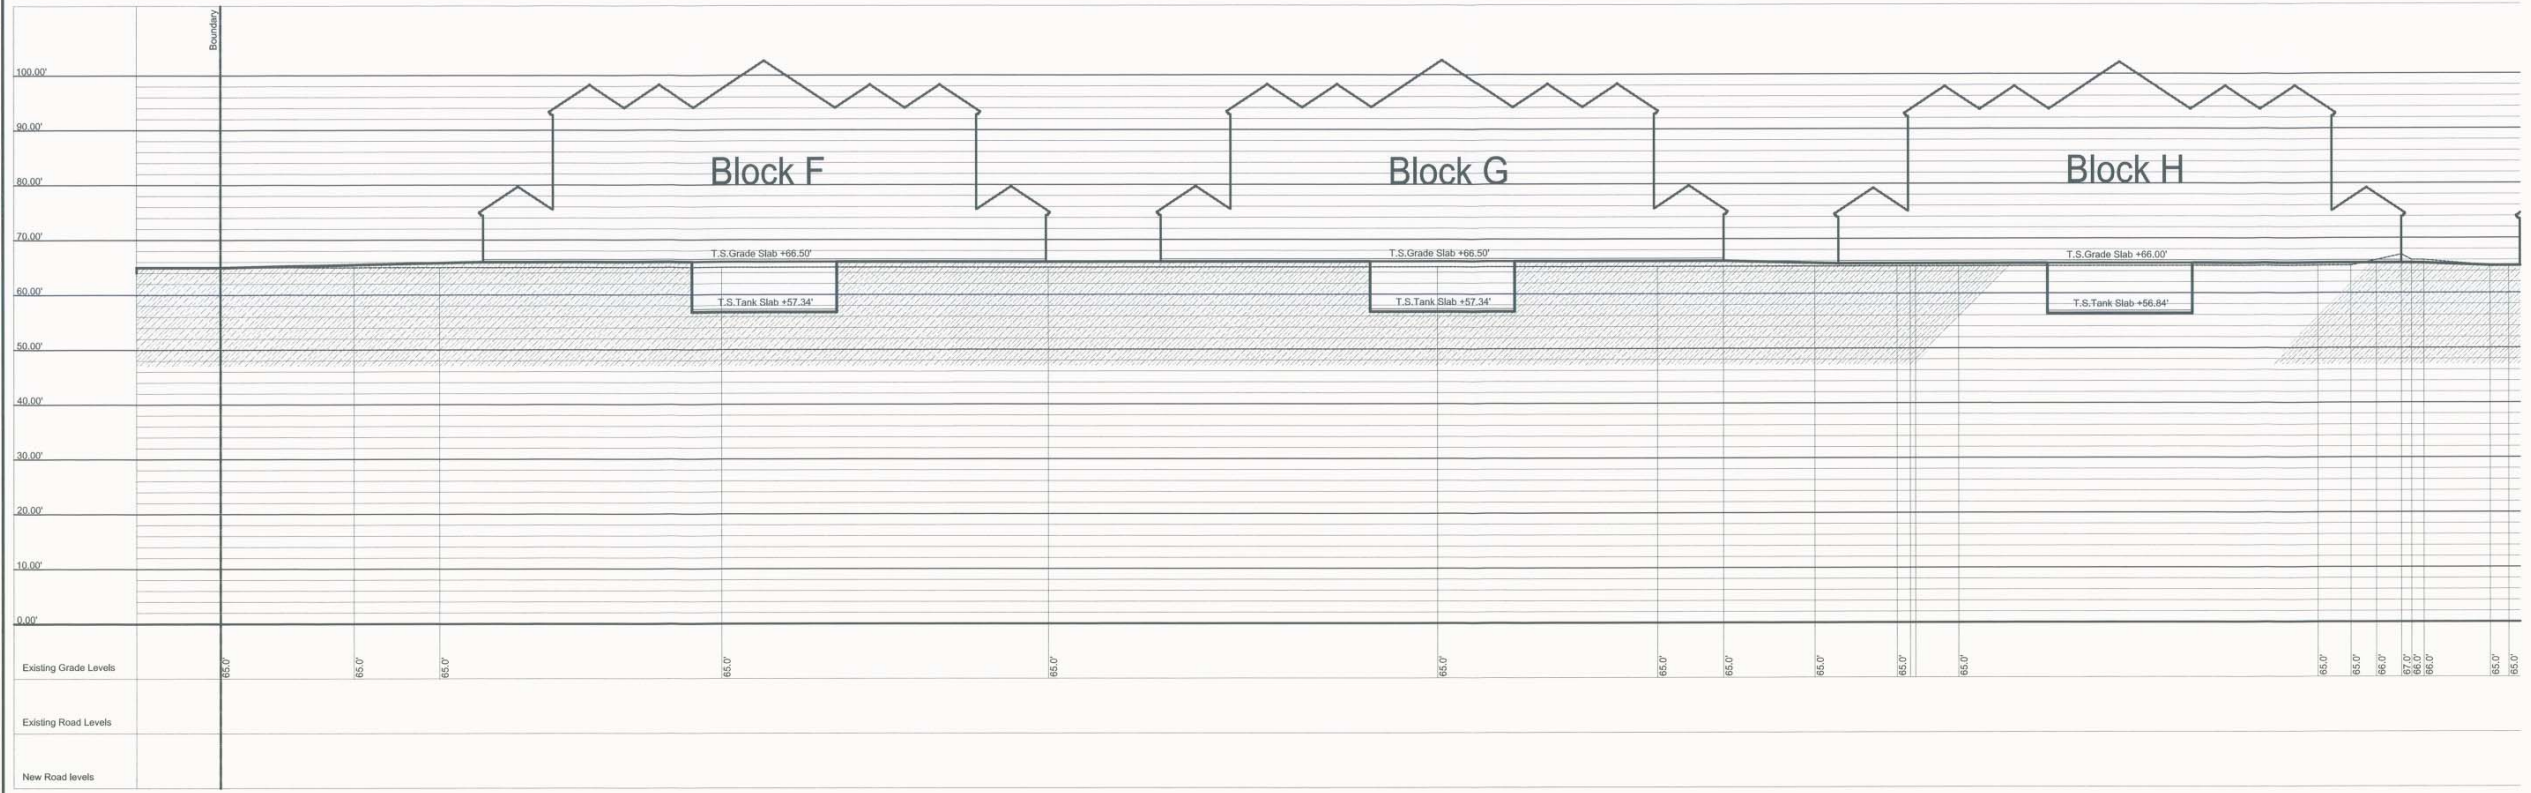 Boundary
100.00'
90.00'
Block F
Block G
Block H
80.00'
70.00'
T.S.Grade Slab +66.50'
T.S.Grade Slab +66.50'
T.S.Grade Slab +66.00'
60.00'
T.S.Tank Slab +57.34'
T.S.Tank Slab +57.34'
T.S.Tank Slab +56.84'
50.00'
40.00'
30.00'
20.00'
10.00'
0.00'
Existing Grade Levels
65.0'
65.0'
65.0'
65.0'
65.0'
65.0'
65.0'
65.0'
65.0'
65.0'
65.0'
65.0'
65.0'
66.0'
67.0'
66.0'
66.0'
65.0'
65.0'
Existing Road Levels
New Road levels